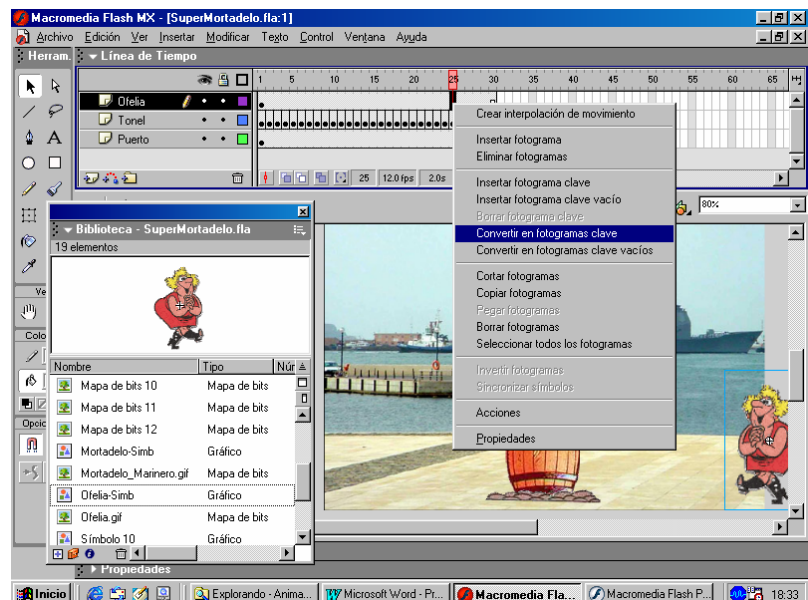 Macromedia Flash MX - [SuperMortadelo.fla:1]
Archivo Edición Ver Insertar Modificar Texto Control Ventana Ayuda
Herram. Línea de Tiempo
1 5 10 15 20 25 30 35 40 45 50 55 60 65
Ofelia
Tonel
Puerto
25 12.0 fps 2.0s
80%
Crear interpolación de movimiento
Insertar fotograma
Eliminar fotogramas
Insertar fotograma clave
Insertar fotograma clave vacío
Borrar fotograma clave
Convertir en fotogramas clave
Convertir en fotogramas clave vacíos
Cortar fotogramas
Copiar fotogramas
Pegar fotogramas
Borrar fotogramas
Seleccionar todos los fotogramas
Invertir fotogramas
Sincronizar símbolos
Acciones
Propiedades
Ve
Colo
Opcio
Biblioteca - SuperMortadelo.fla
19 elementos
Nombre Tipo Núr
Mapa de bits 10 Mapa de bits
Mapa de bits 11 Mapa de bits
Mapa de bits 12 Mapa de bits
Mortadelo-Simb Gráfico
Mortadelo_Marinero.gif Mapa de bits
Ofelia-Simb Gráfico
Ofelia.gif Mapa de bits
Símbolo 10 Gráfico
Propiedades
Inicio Explorando - Anima... Microsoft Word - Pr... Macromedia Fla... Macromedia Flash P... 18:33